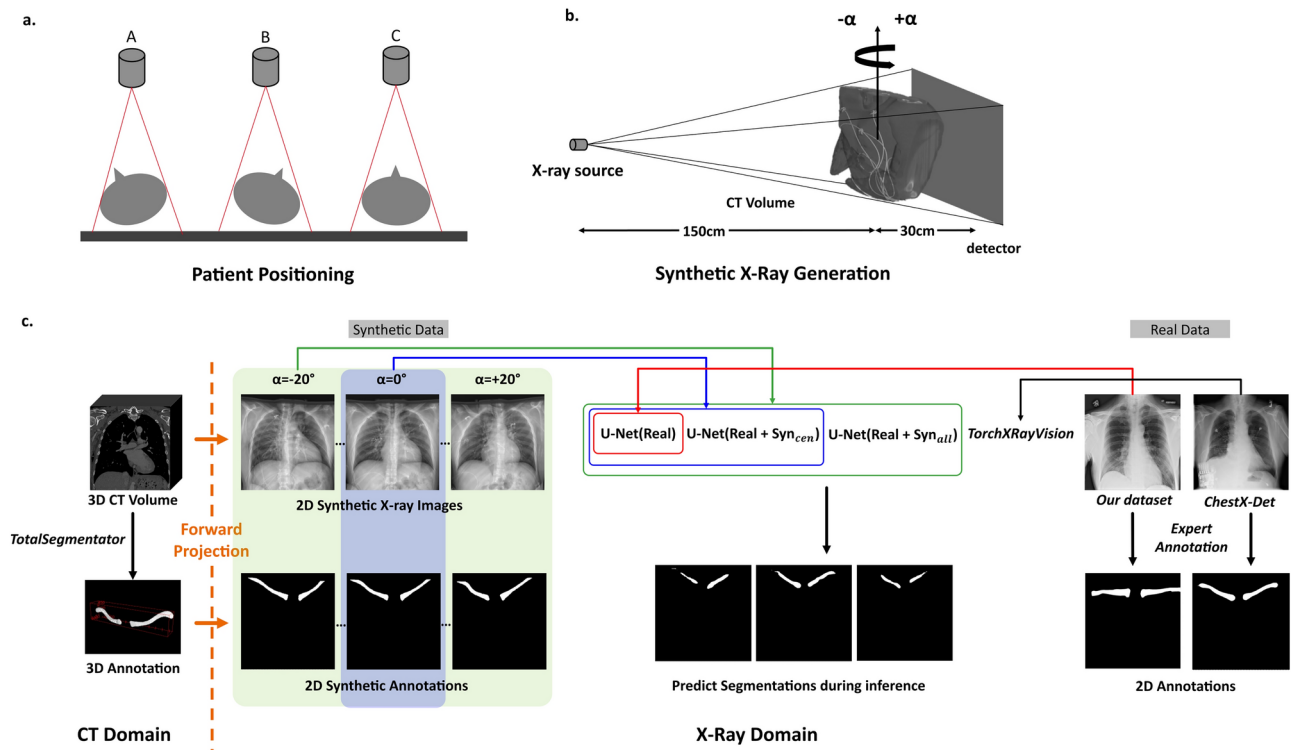 a.
A
B
C
Patient Positioning
b.
-α
+α
X-ray source
CT Volume
150cm
30cm
detector
Synthetic X-Ray Generation
c.
Synthetic Data
Real Data
α=-20°
α=0°
α=+20°
U-Net(Real)
U-Net(Real + Syn_cen)
U-Net(Real + Syn_all)
TorchXRayVision
3D CT Volume
...
...
2D Synthetic X-ray Images
Our dataset
ChestX-Det
TotalSegmentator
Forward
Projection
Expert
Annotation
...
...
3D Annotation
2D Synthetic Annotations
Predict Segmentations during inference
2D Annotations
CT Domain
X-Ray Domain